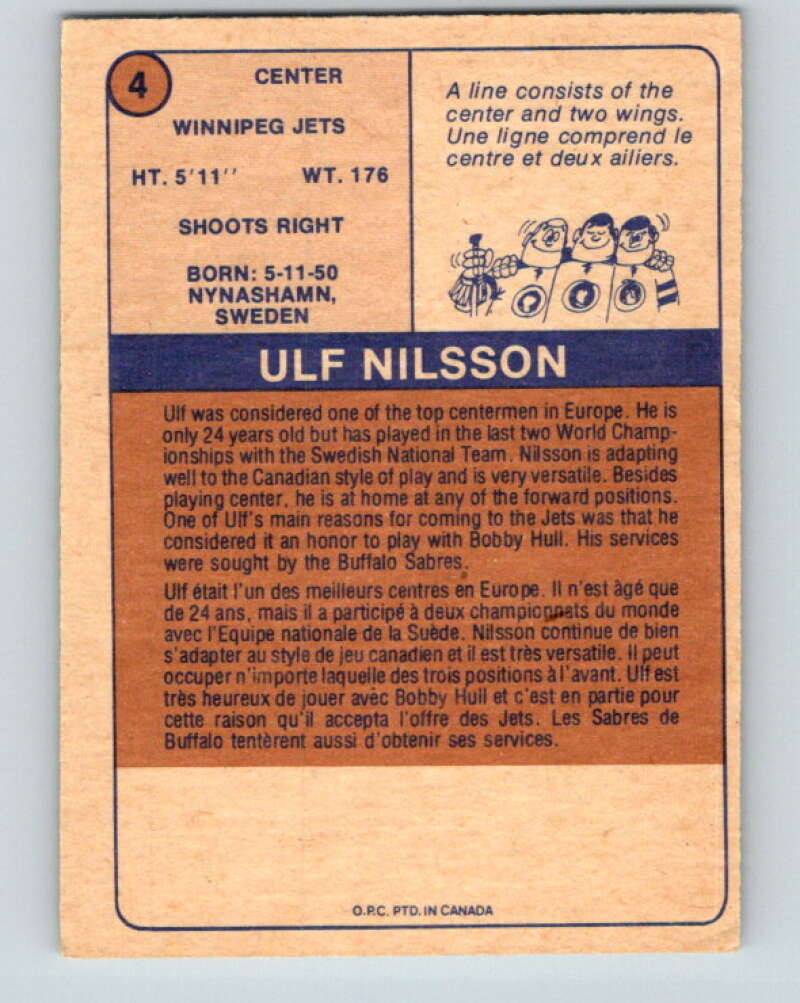 4
CENTER
WINNIPEG JETS
HT. 5'11'' WT. 176
SHOOTS RIGHT
BORN: 5-11-50
NYNASHAMN,
SWEDEN
A line consists of the
center and two wings.
Une ligne comprend le
centre et deux ailiers.
ULF NILSSON
Ulf was considered one of the top centermen in Europe. He is
only 24 years old but has played in the last two World Champ-
ionships with the Swedish National Team. Nilsson is adapting
well to the Canadian style of play and is very versatile. Besides
playing center, he is at home at any of the forward positions.
One of Ulf's main reasons for coming to the Jets was that he
considered it an honor to play with Bobby Hull. His services
were sought by the Buffalo Sabres.
Ulf était l'un des meilleurs centres en Europe. Il n'est àgé que
de 24 ans, mais il a participé à deux championnats du monde
avec l'Equipe nationale de la Suède. Nilsson continue de bien
s'adapter au style de jeu canadien et il est très versatile. Il peut
occuper n'importe laquelle des trois positions à l'avant. Ulf est
très heureux de jouer avec Bobby Hull et c'est en partie pour
cette raison qu'il accepta l'offre des Jets. Les Sabres de
Buffalo tentèrent aussi d'obtenir ses services.
O.P.C. PTD. IN CANADA